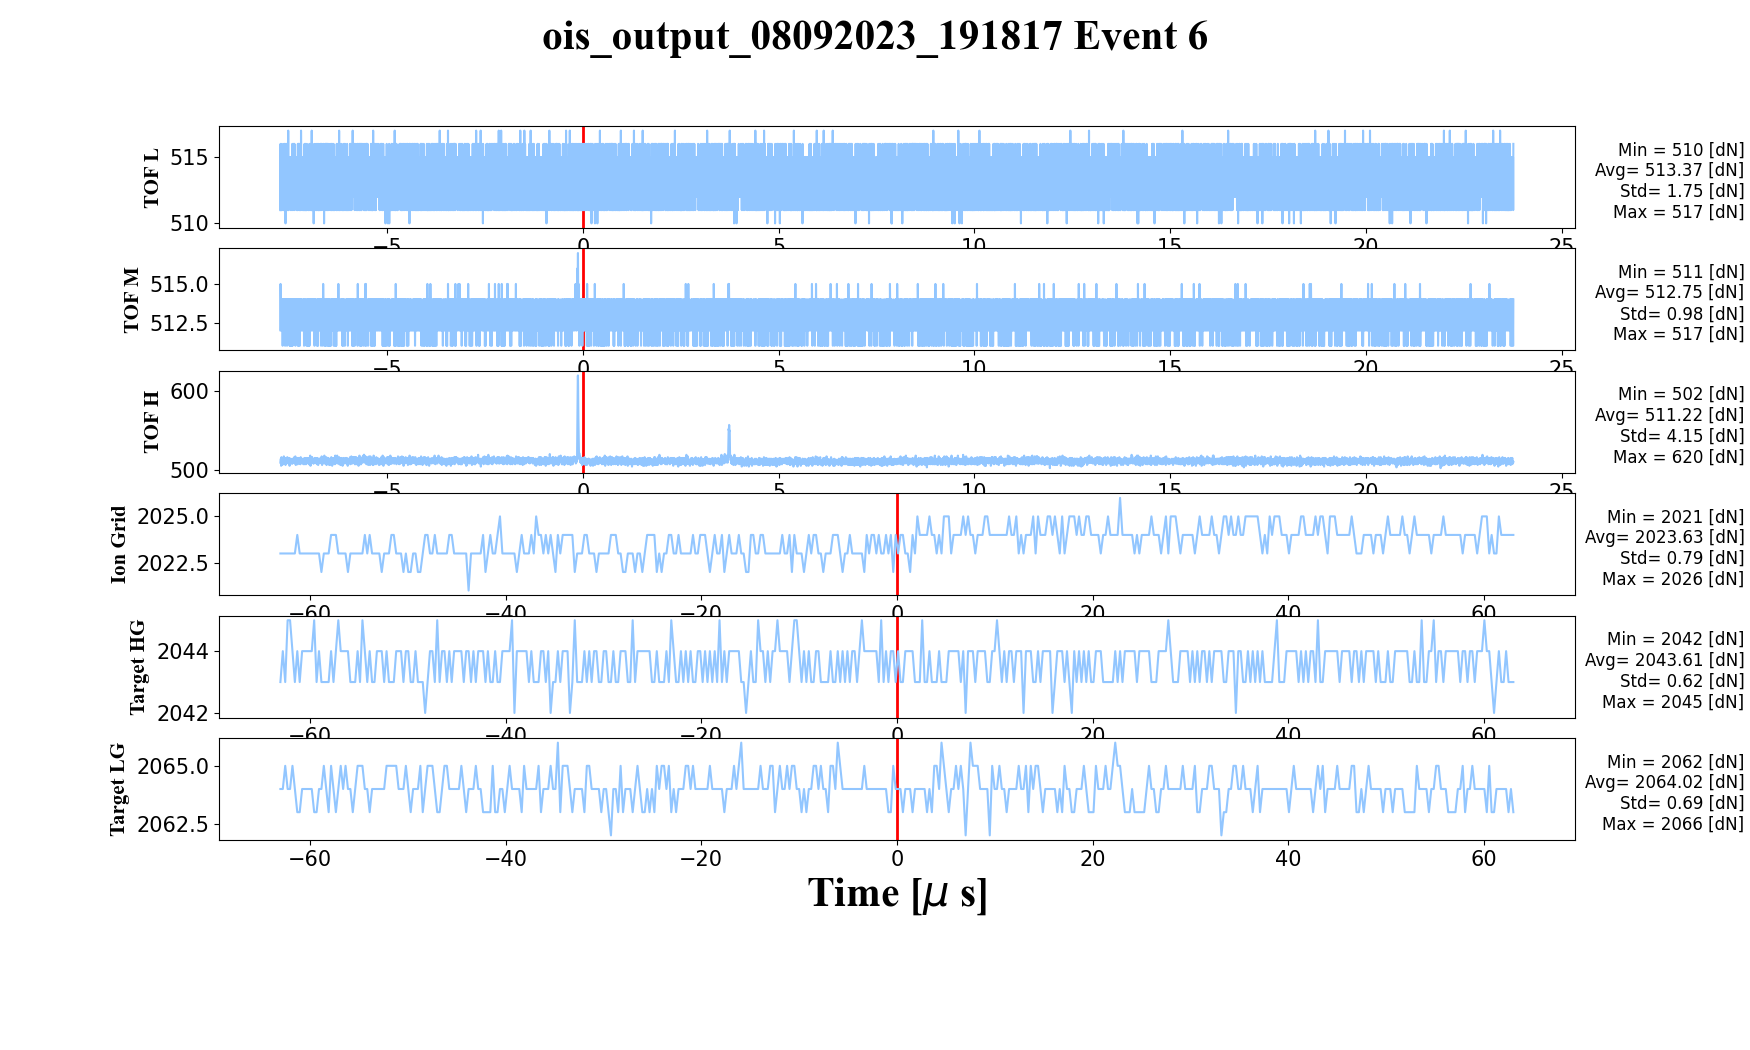 ois_output_08092023_191817 Event 6
TOF L
515
510
Min = 510 [dN]
Avg= 513.37 [dN]
Std= 1.75 [dN]
Max = 517 [dN]
−5 0 5 10 15 20 25
TOF M
515.0
512.5
Min = 511 [dN]
Avg= 512.75 [dN]
Std= 0.98 [dN]
Max = 517 [dN]
−5 0 5 10 15 20 25
TOF H
600
500
Min = 502 [dN]
Avg= 511.22 [dN]
Std= 4.15 [dN]
Max = 620 [dN]
−5 0 5 10 15 20 25
Ion Grid
2025.0
2022.5
Min = 2021 [dN]
Avg= 2023.63 [dN]
Std= 0.79 [dN]
Max = 2026 [dN]
−60 −40 −20 0 20 40 60
Target HG
2044
2042
Min = 2042 [dN]
Avg= 2043.61 [dN]
Std= 0.62 [dN]
Max = 2045 [dN]
−60 −40 −20 0 20 40 60
Target LG
2065.0
2062.5
Min = 2062 [dN]
Avg= 2064.02 [dN]
Std= 0.69 [dN]
Max = 2066 [dN]
−60 −40 −20 0 20 40 60
Time [μ s]